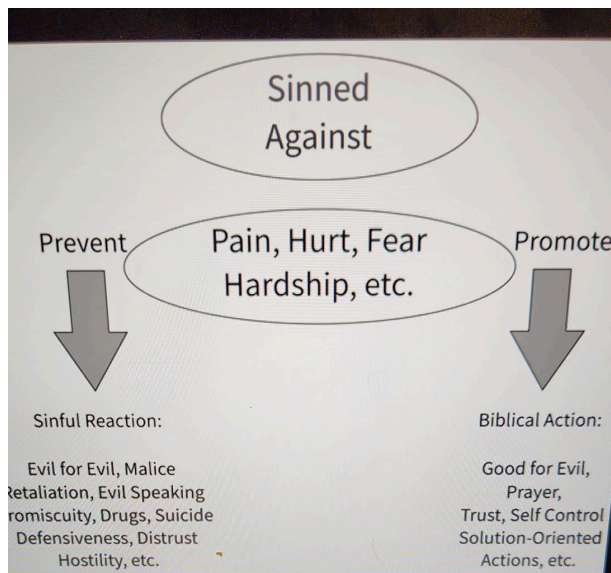 Sinned
Against
Prevent
Pain, Hurt, Fear
Hardship, etc.
Promote
Sinful Reaction:
Evil for Evil, Malice
Retaliation, Evil Speaking
romiscuity, Drugs, Suicide
Defensiveness, Distrust
Hostility, etc.
Biblical Action:
Good for Evil,
Prayer,
Trust, Self Control
Solution-Oriented
Actions, etc.